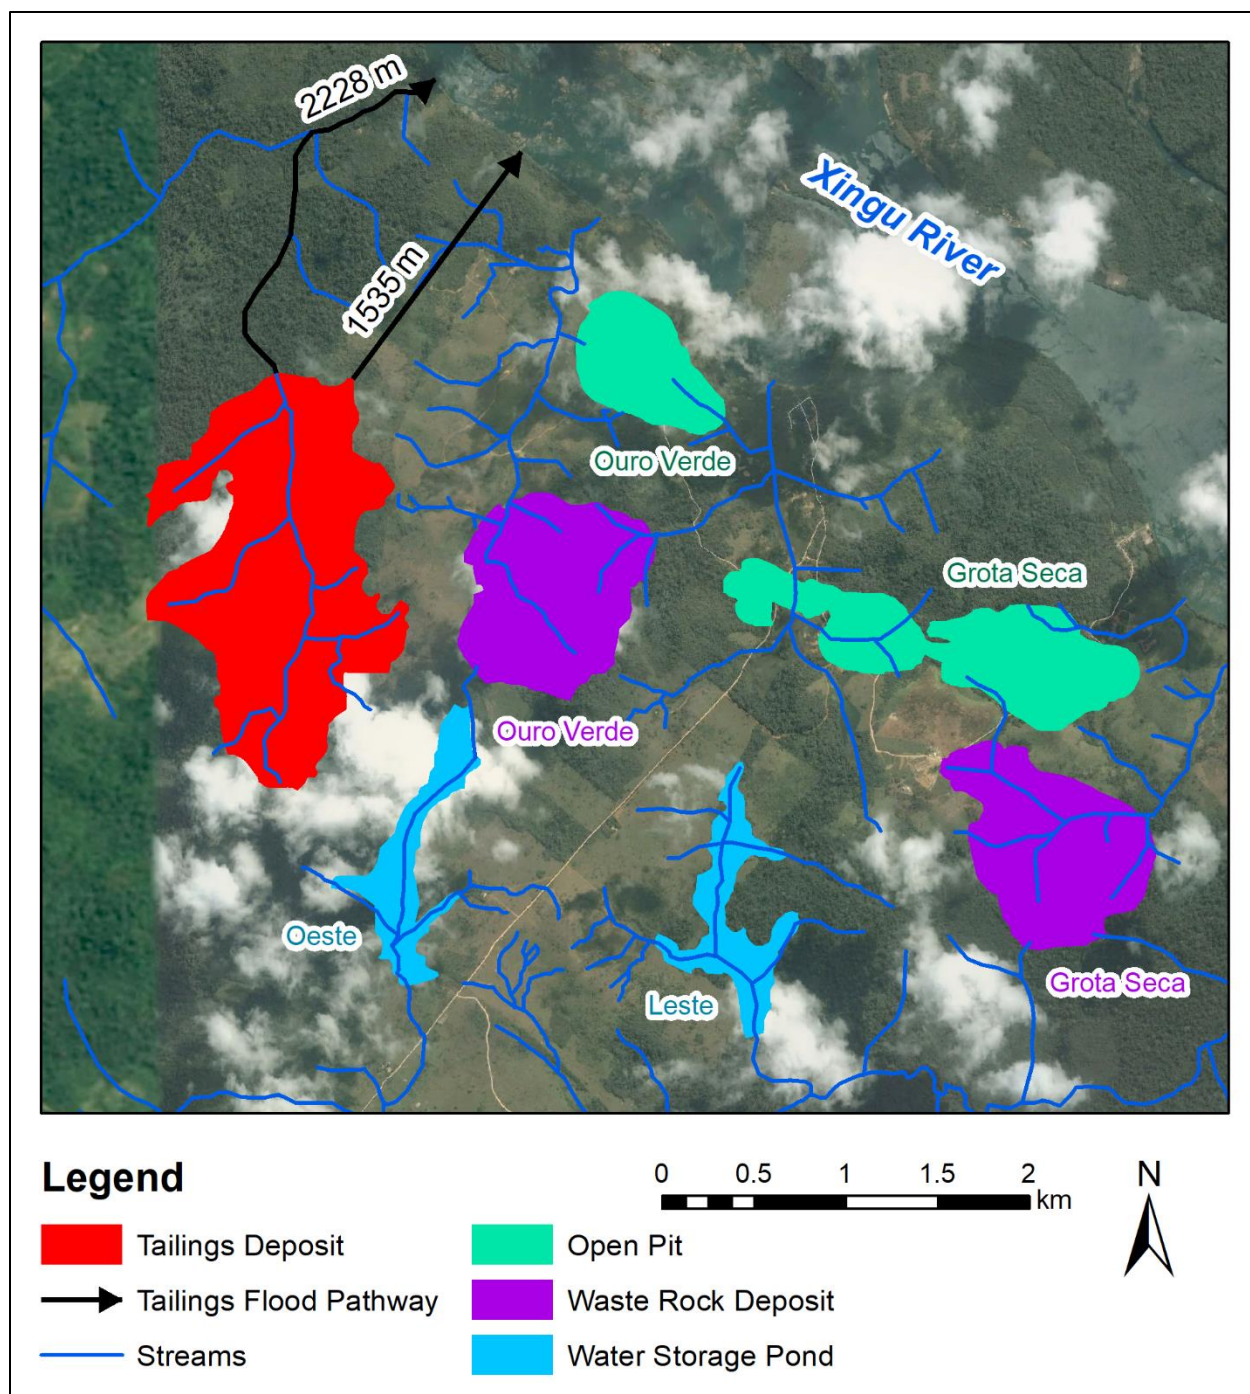 2228 m
Xingu River
1535 m
Ouro Verde
Grota Seca
Ouro Verde
Oeste
Leste
Grota Seca
Legend
0 0.5 1 1.5 2
km
N
Tailings Deposit
Open Pit
Tailings Flood Pathway
Waste Rock Deposit
Streams
Water Storage Pond